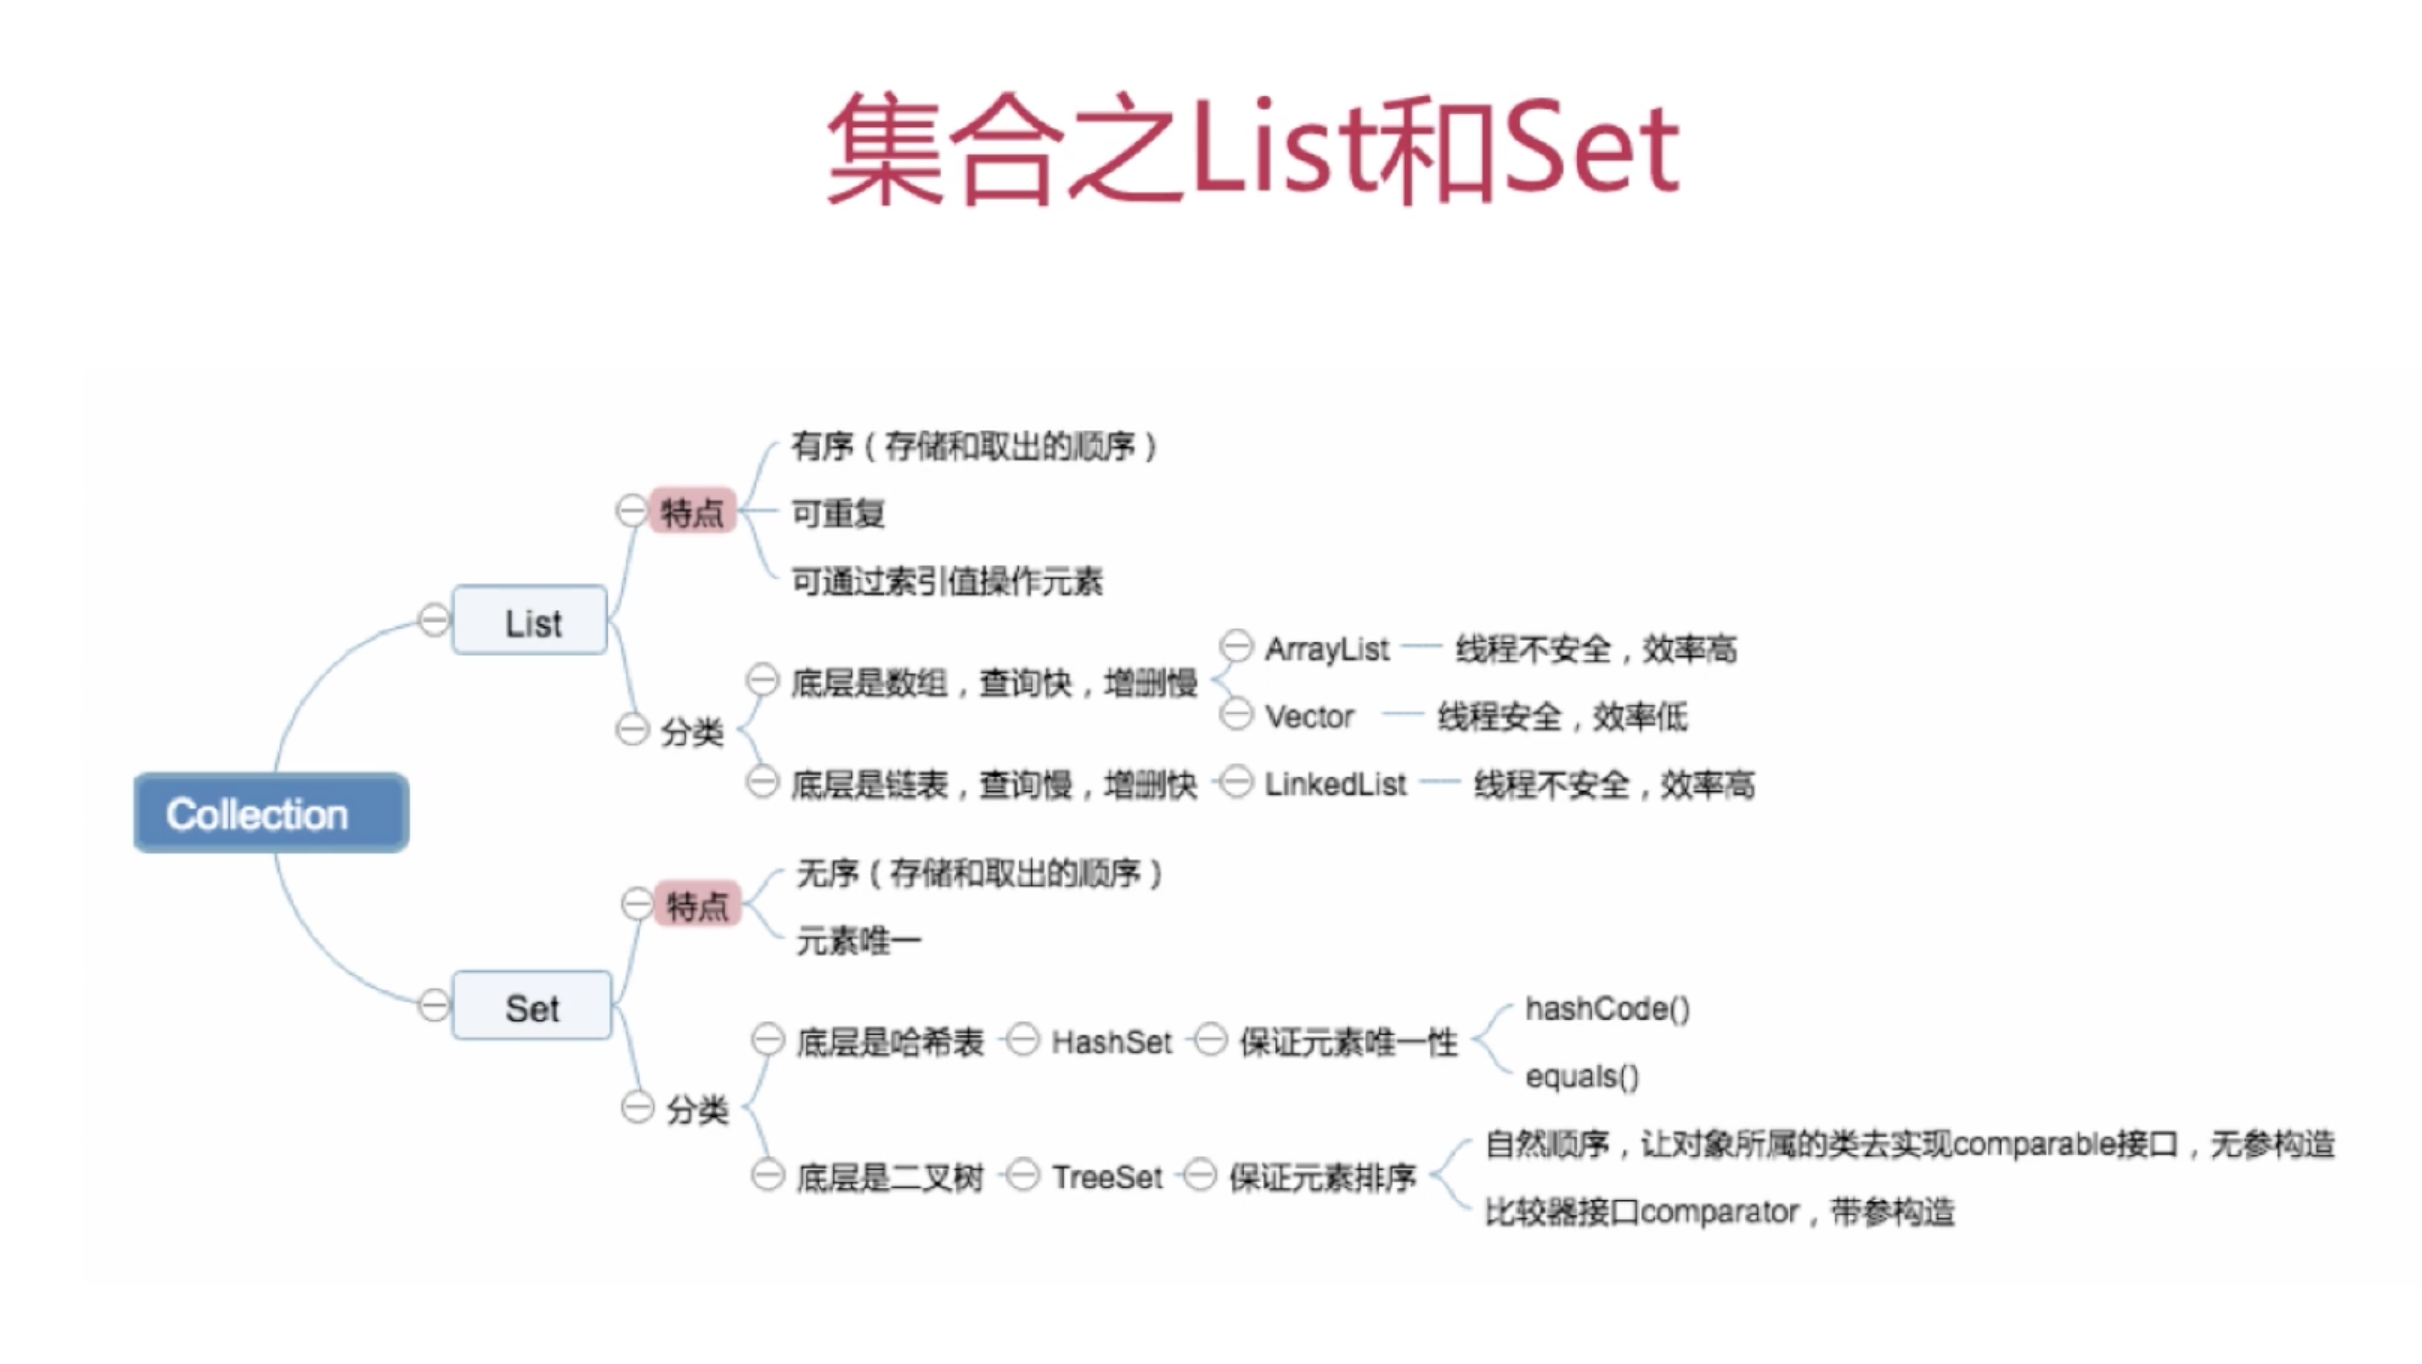 集合之List和Set
Collection
List
特点
有序（存储和取出的顺序）
可重复
可通过索引值操作元素
分类
底层是数组，查询快，增删慢
ArrayList
线程不安全，效率高
Vector
线程安全，效率低
底层是链表，查询慢，增删快
LinkedList
线程不安全，效率高
Set
特点
无序（存储和取出的顺序）
元素唯一
分类
底层是哈希表
HashSet
保证元素唯一性
hashCode()
equals()
底层是二叉树
TreeSet
保证元素排序
自然顺序，让对象所属的类去实现comparable接口，无参构造
比较器接口comparator，带参构造